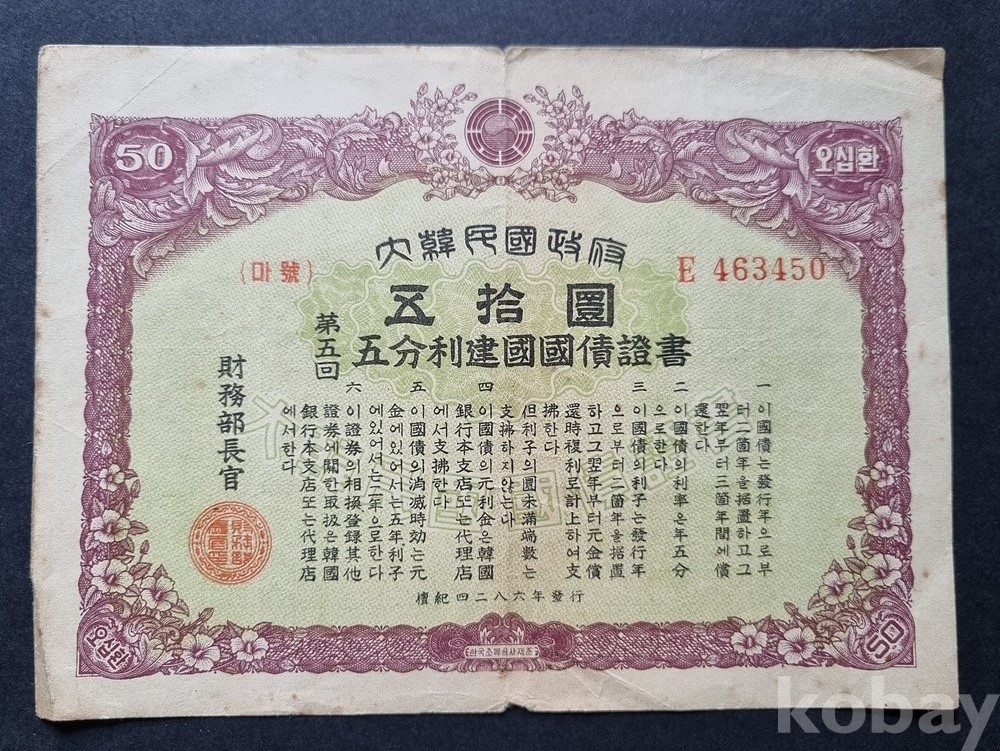 50
오십환
大韓民國政府
(마號)
E 463450
五拾圜
第五回
五分利建國國債證書
一 이國債는發行年으로부
터二箇年을据置하고그
翌年부터三箇年間에償
還한다
二 이國債의利率은年五分
으로한다
三 이國債의利子는發行年
으로부터二箇年을据置
하고그翌年부터元金償
還時複利로計上하여支
拂한다
但利子의圓未滿端數는
支拂하지않는다
四 이國債의元利金은韓國
銀行本支店또는代理店
에서支拂한다
五 이國債의消滅時効는元
金에있어서는五年、利子
에있어서는二年으로한다
六 이證券의相換登錄其他
證券에關한取扱은韓國
銀行本支店또는代理店
에서한다
財務部長官
檀紀四二八六年發行
오십환
한국조폐공사제조
50
kobay